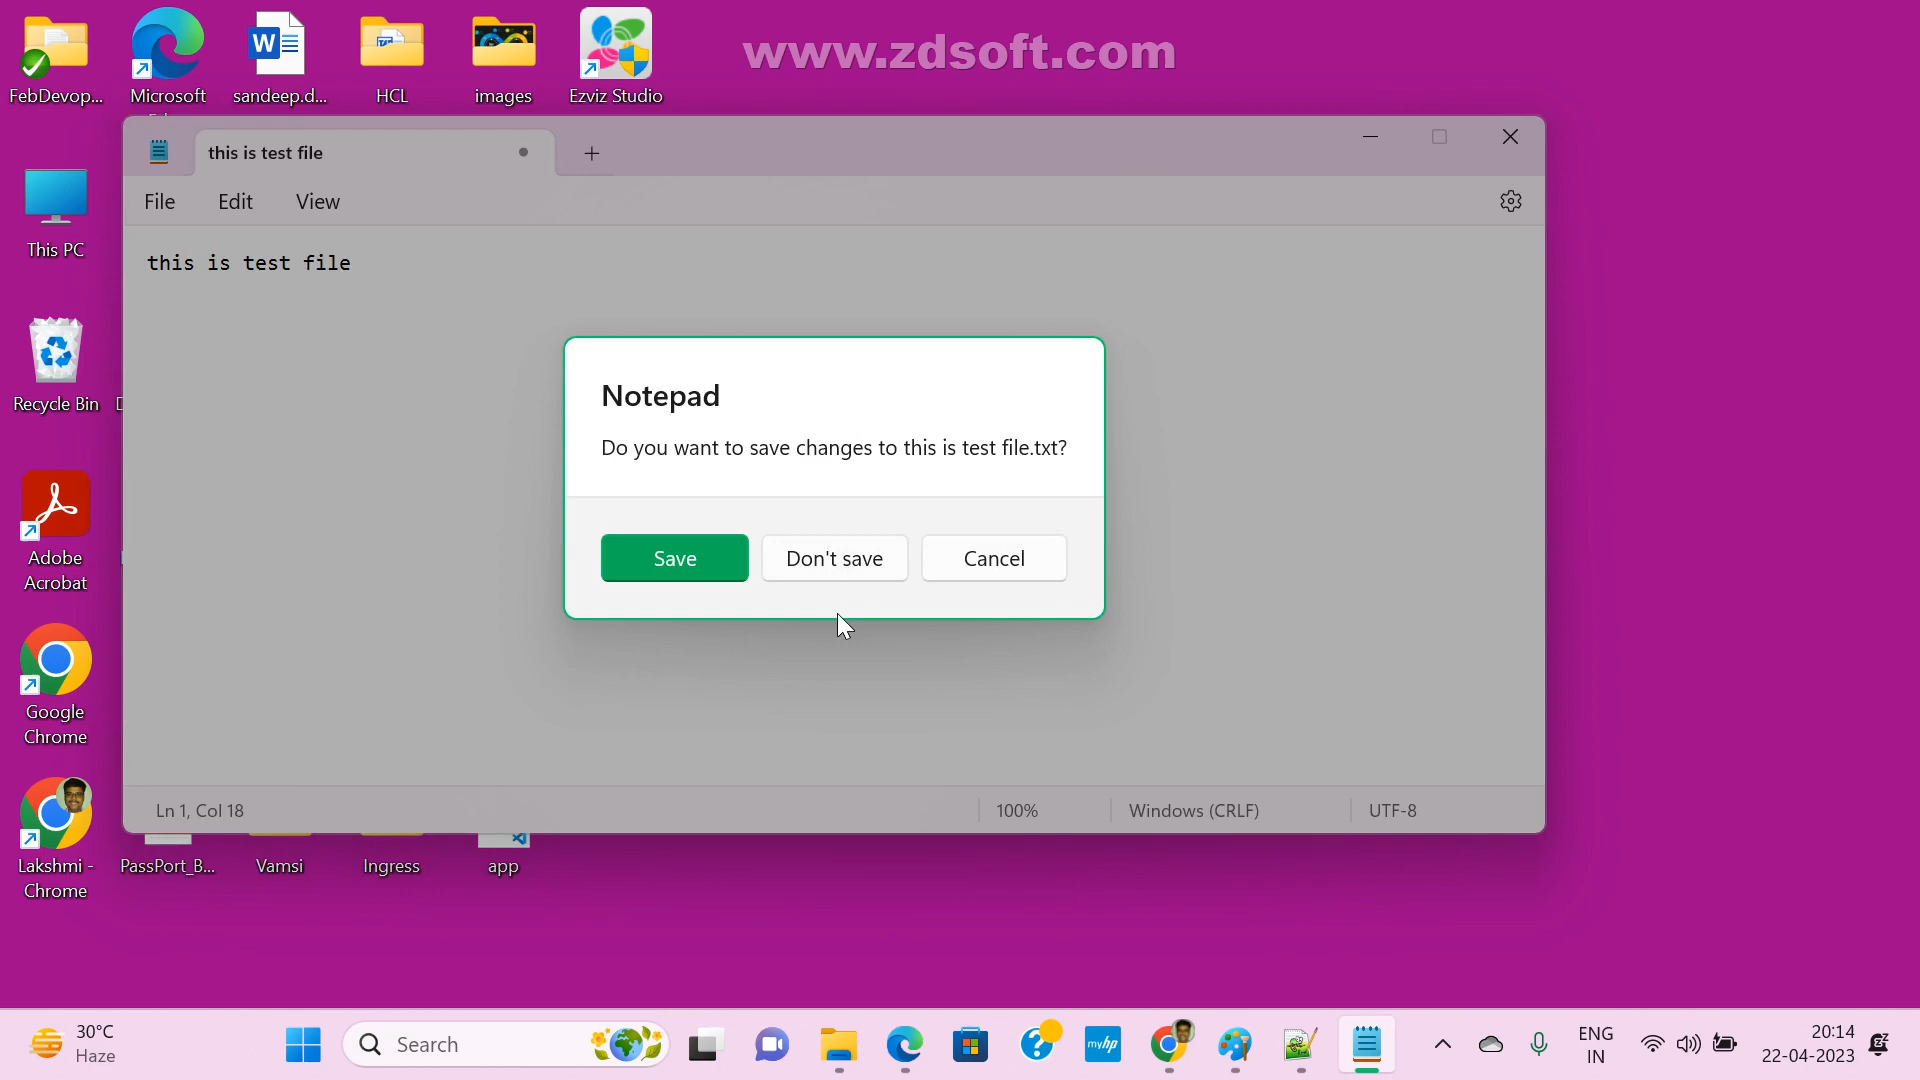 www.zdsoft.com
FebDevop...
Microsoft
sandeep.d...
HCL
images
Ezviz Studio
this is test file
File Edit View
this is test file
This PC
Recycle Bin
Notepad
Do you want to save changes to this is test file.txt?
Save Don't save Cancel
Adobe
Acrobat
Google
Chrome
Ln 1, Col 18 100% Windows (CRLF) UTF-8
Lakshmi -
Chrome
PassPort_B...
Vamsi
Ingress
app
30°C
Haze
Search
myhp
ENG
IN
20:14
22-04-2023